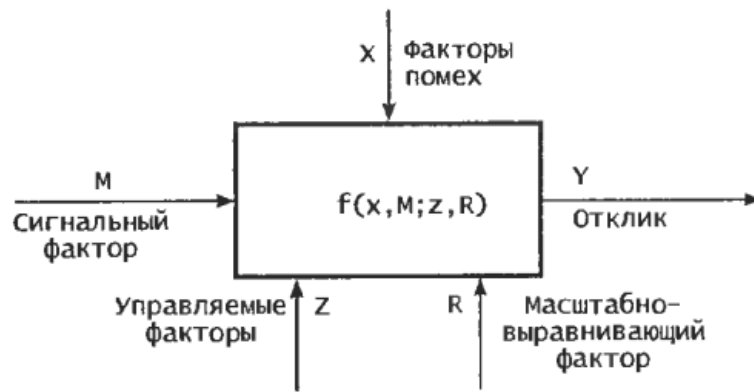 X
Факторы
помех
M
Сигнальный
фактор
f(x,M;z,R)
Y
Отклик
Управляемые
факторы
Z
R
Масштабно-
выравнивающий
фактор